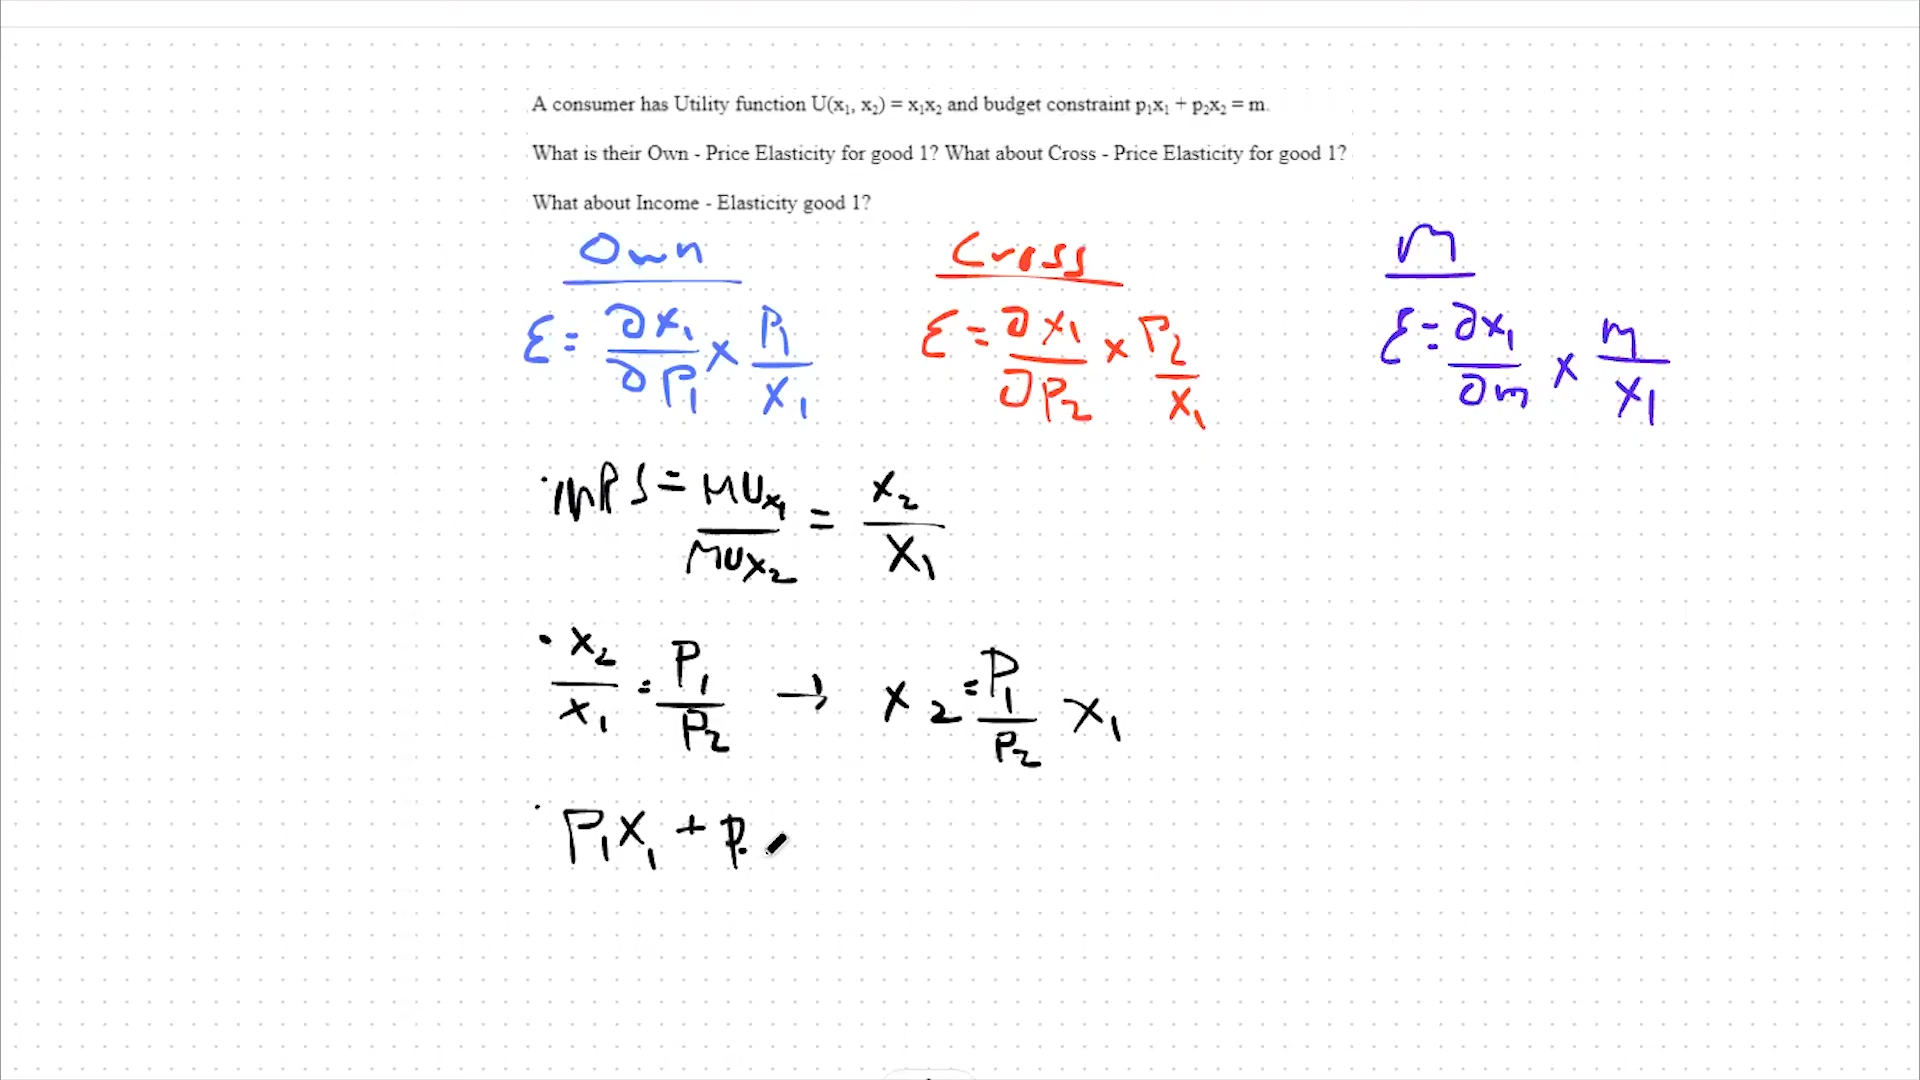 A consumer has Utility function U(x₁, x₂) = x₁x₂ and budget constraint p₁x₁ + p₂x₂ = m.
What is their Own - Price Elasticity for good 1? What about Cross - Price Elasticity for good 1?
What about Income - Elasticity good 1?
Own
ε = ∂x₁/∂P₁ × P₁/x₁
Cross
ε = ∂x₁/∂P₂ × P₂/x₁
m
ε = ∂x₁/∂m × m/x₁
· MRS = MUx₁/MUx₂ = x₂/x₁
· x₂/x₁ = P₁/P₂ → x₂ = P₁/P₂ x₁
· P₁x₁ + P